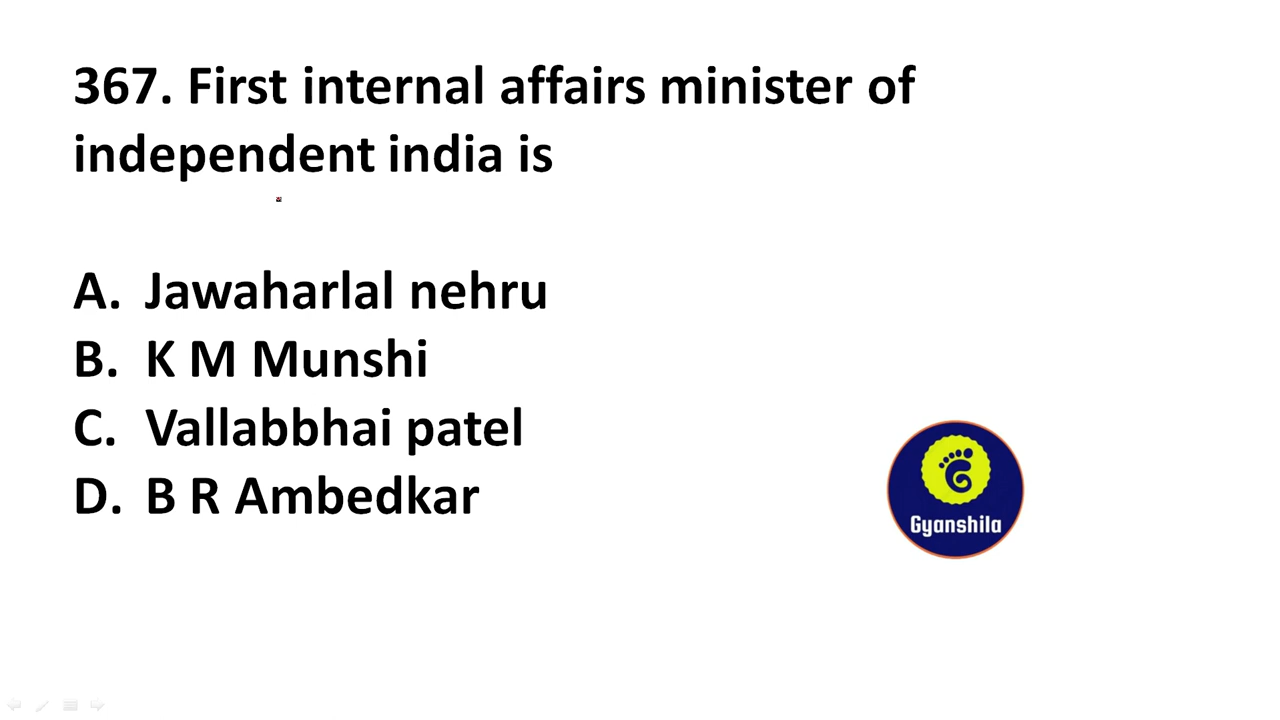 367. First internal affairs minister of
independent india is
A. Jawaharlal nehru
B. K M Munshi
C. Vallabbhai patel
D. B R Ambedkar
Gyanshila